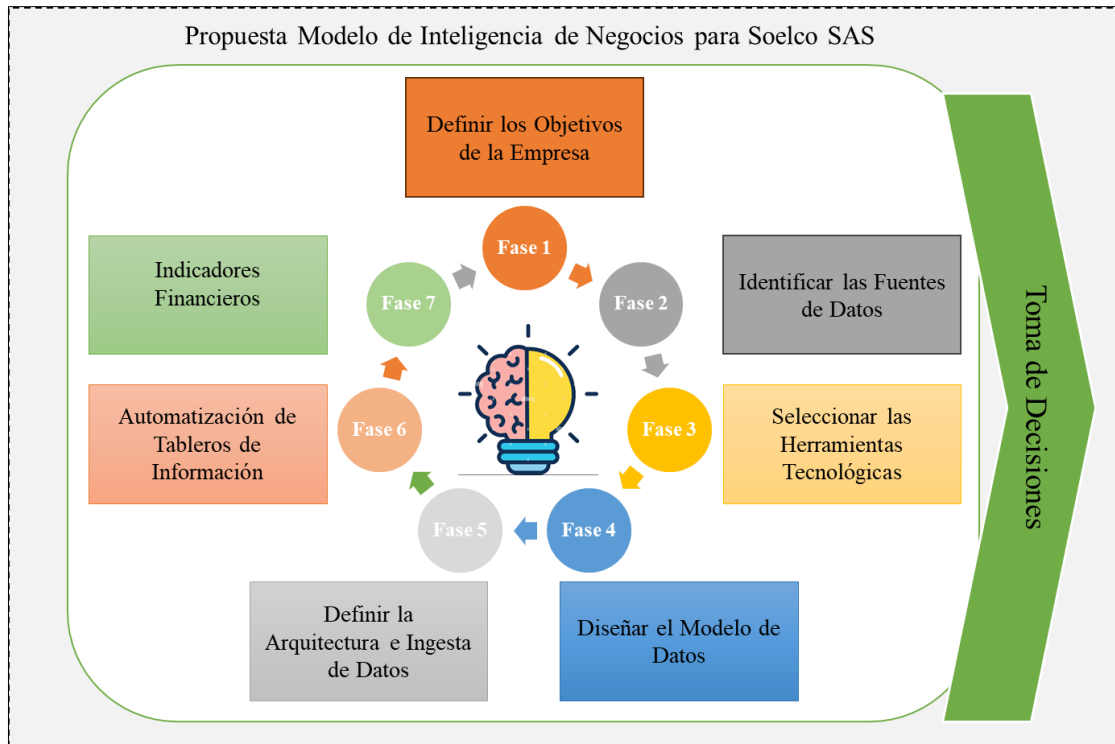 Propuesta Modelo de Inteligencia de Negocios para Soelco SAS
Definir los Objetivos
de la Empresa
Fase 1
Fase 2
Identificar las Fuentes
de Datos
Fase 3
Seleccionar las
Herramientas
Tecnológicas
Fase 4
Diseñar el Modelo de
Datos
Fase 5
Definir la
Arquitectura e Ingesta
de Datos
Fase 6
Automatización de
Tableros de
Información
Fase 7
Indicadores
Financieros
Toma de Decisiones